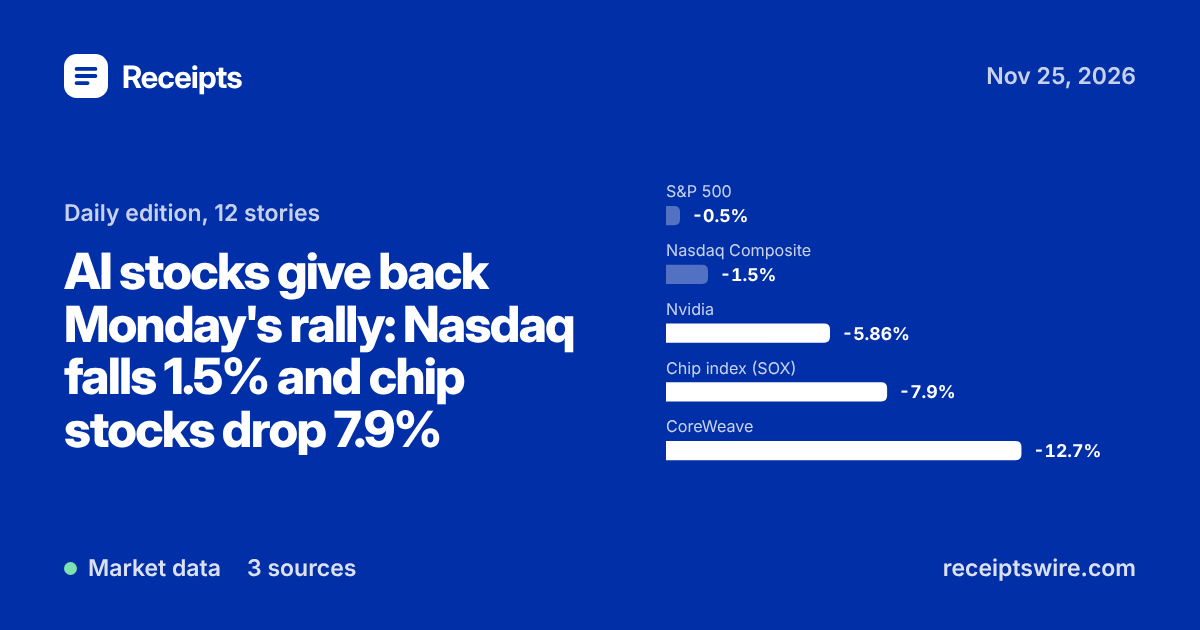 Receipts
Nov 25, 2026
Daily edition, 12 stories
AI stocks give back
Monday's rally: Nasdaq
falls 1.5% and chip
stocks drop 7.9%
S&P 500
-0.5%
Nasdaq Composite
-1.5%
Nvidia
-5.86%
Chip index (SOX)
-7.9%
CoreWeave
-12.7%
Market data 3 sources
receiptswire.com